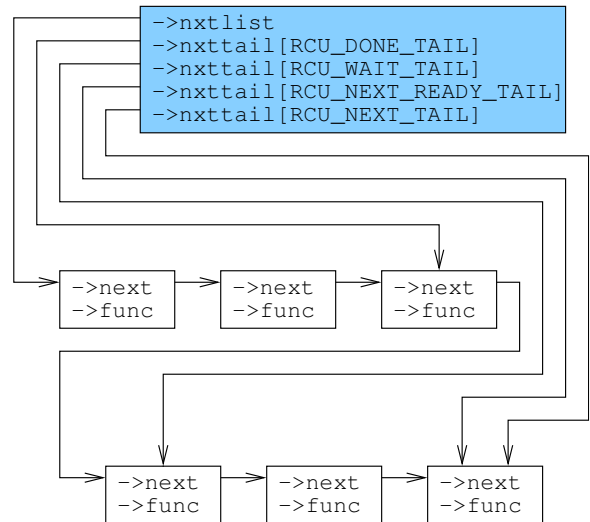 ->nxtlist
->nxttail[RCU_DONE_TAIL]
->nxttail[RCU_WAIT_TAIL]
->nxttail[RCU_NEXT_READY_TAIL]
->nxttail[RCU_NEXT_TAIL]
->next ->next ->next
->func ->func ->func
->next ->next ->next
->func ->func ->func